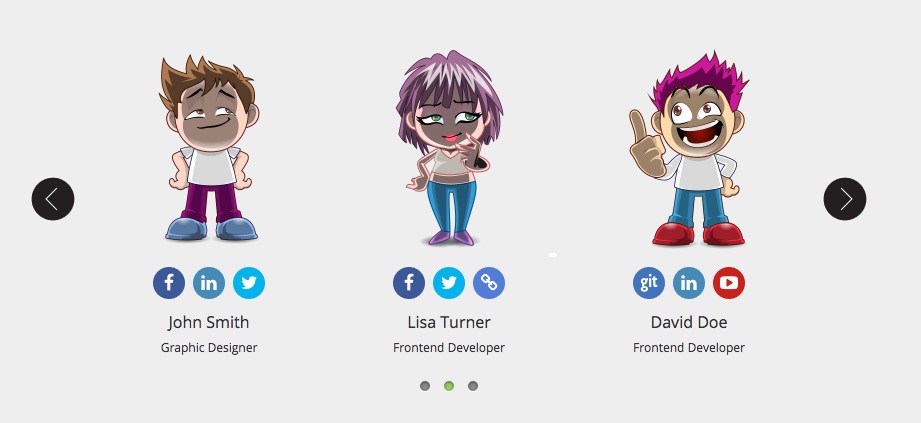 f in git in
John Smith Lisa Turner David Doe
Graphic Designer Frontend Developer Frontend Developer